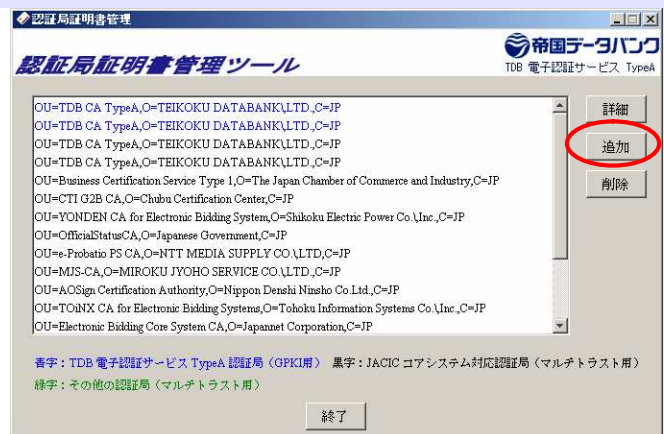 認証局証明書管理
認証局証明書管理ツール
帝国データバンク
TDB 電子認証サービス TypeA
OU=TDB CA TypeA,O=TEIKOKU DATABANK\,LTD.,C=JP
OU=TDB CA TypeA,O=TEIKOKU DATABANK\,LTD.,C=JP
OU=TDB CA TypeA,O=TEIKOKU DATABANK\,LTD.,C=JP
OU=TDB CA TypeA,O=TEIKOKU DATABANK\,LTD.,C=JP
OU=Business Certification Service Type 1,O=The Japan Chamber of Commerce and Industry,C=JP
OU=CTI G2B CA,O=Chubu Certification Center,C=JP
OU=YONDEN CA for Electronic Bidding System,O=Shikoku Electric Power Co.\,Inc.,C=JP
OU=OfficialStatusCA,O=Japanese Government,C=JP
OU=e-Probatio PS CA,O=NTT MEDIA SUPPLY CO.\,LTD,C=JP
OU=MJS-CA,O=MIROKU JYOHO SERVICE CO.\,LTD.,C=JP
OU=AOSign Certification Authority,O=Nippon Denshi Ninsho Co.Ltd.,C=JP
OU=TOiNX CA for Electronic Bidding Systems,O=Tohoku Information Systems Co.\,Inc.,C=JP
OU=Electronic Bidding Core System CA,O=Japannet Corporation,C=JP
詳細
追加
削除
青字：TDB 電子認証サービス TypeA 認証局（GPKI用） 黒字：JACIC コアシステム対応認証局（マルチトラスト用）
緑字：その他の認証局（マルチトラスト用）
終了